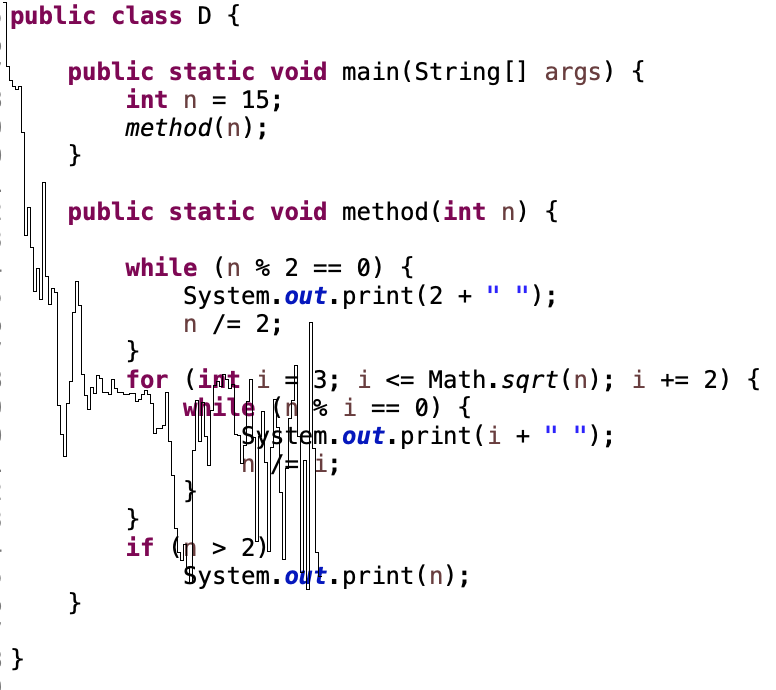 public class D {
public static void main(String[] args) {
int n = 15;
method(n);
}
public static void method(int n) {
while (n % 2 == 0) {
System.out.print(2 + " ");
n /= 2;
}
for (int i = 3; i <= Math.sqrt(n); i += 2) {
while (n % i == 0) {
System.out.print(i + " ");
n /= i;
}
}
if (n > 2)
System.out.print(n);
}
}